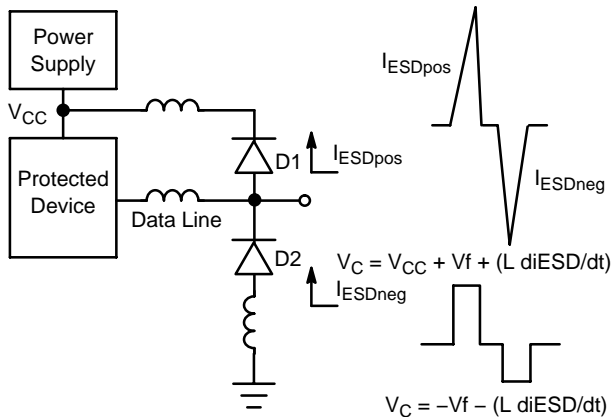 Power
Supply
V_CC
Protected
Device
Data Line
D1
I_ESDpos
D2
I_ESDneg
I_ESDpos
I_ESDneg
V_C = V_CC + Vf + (L diESD/dt)
V_C = −Vf − (L diESD/dt)